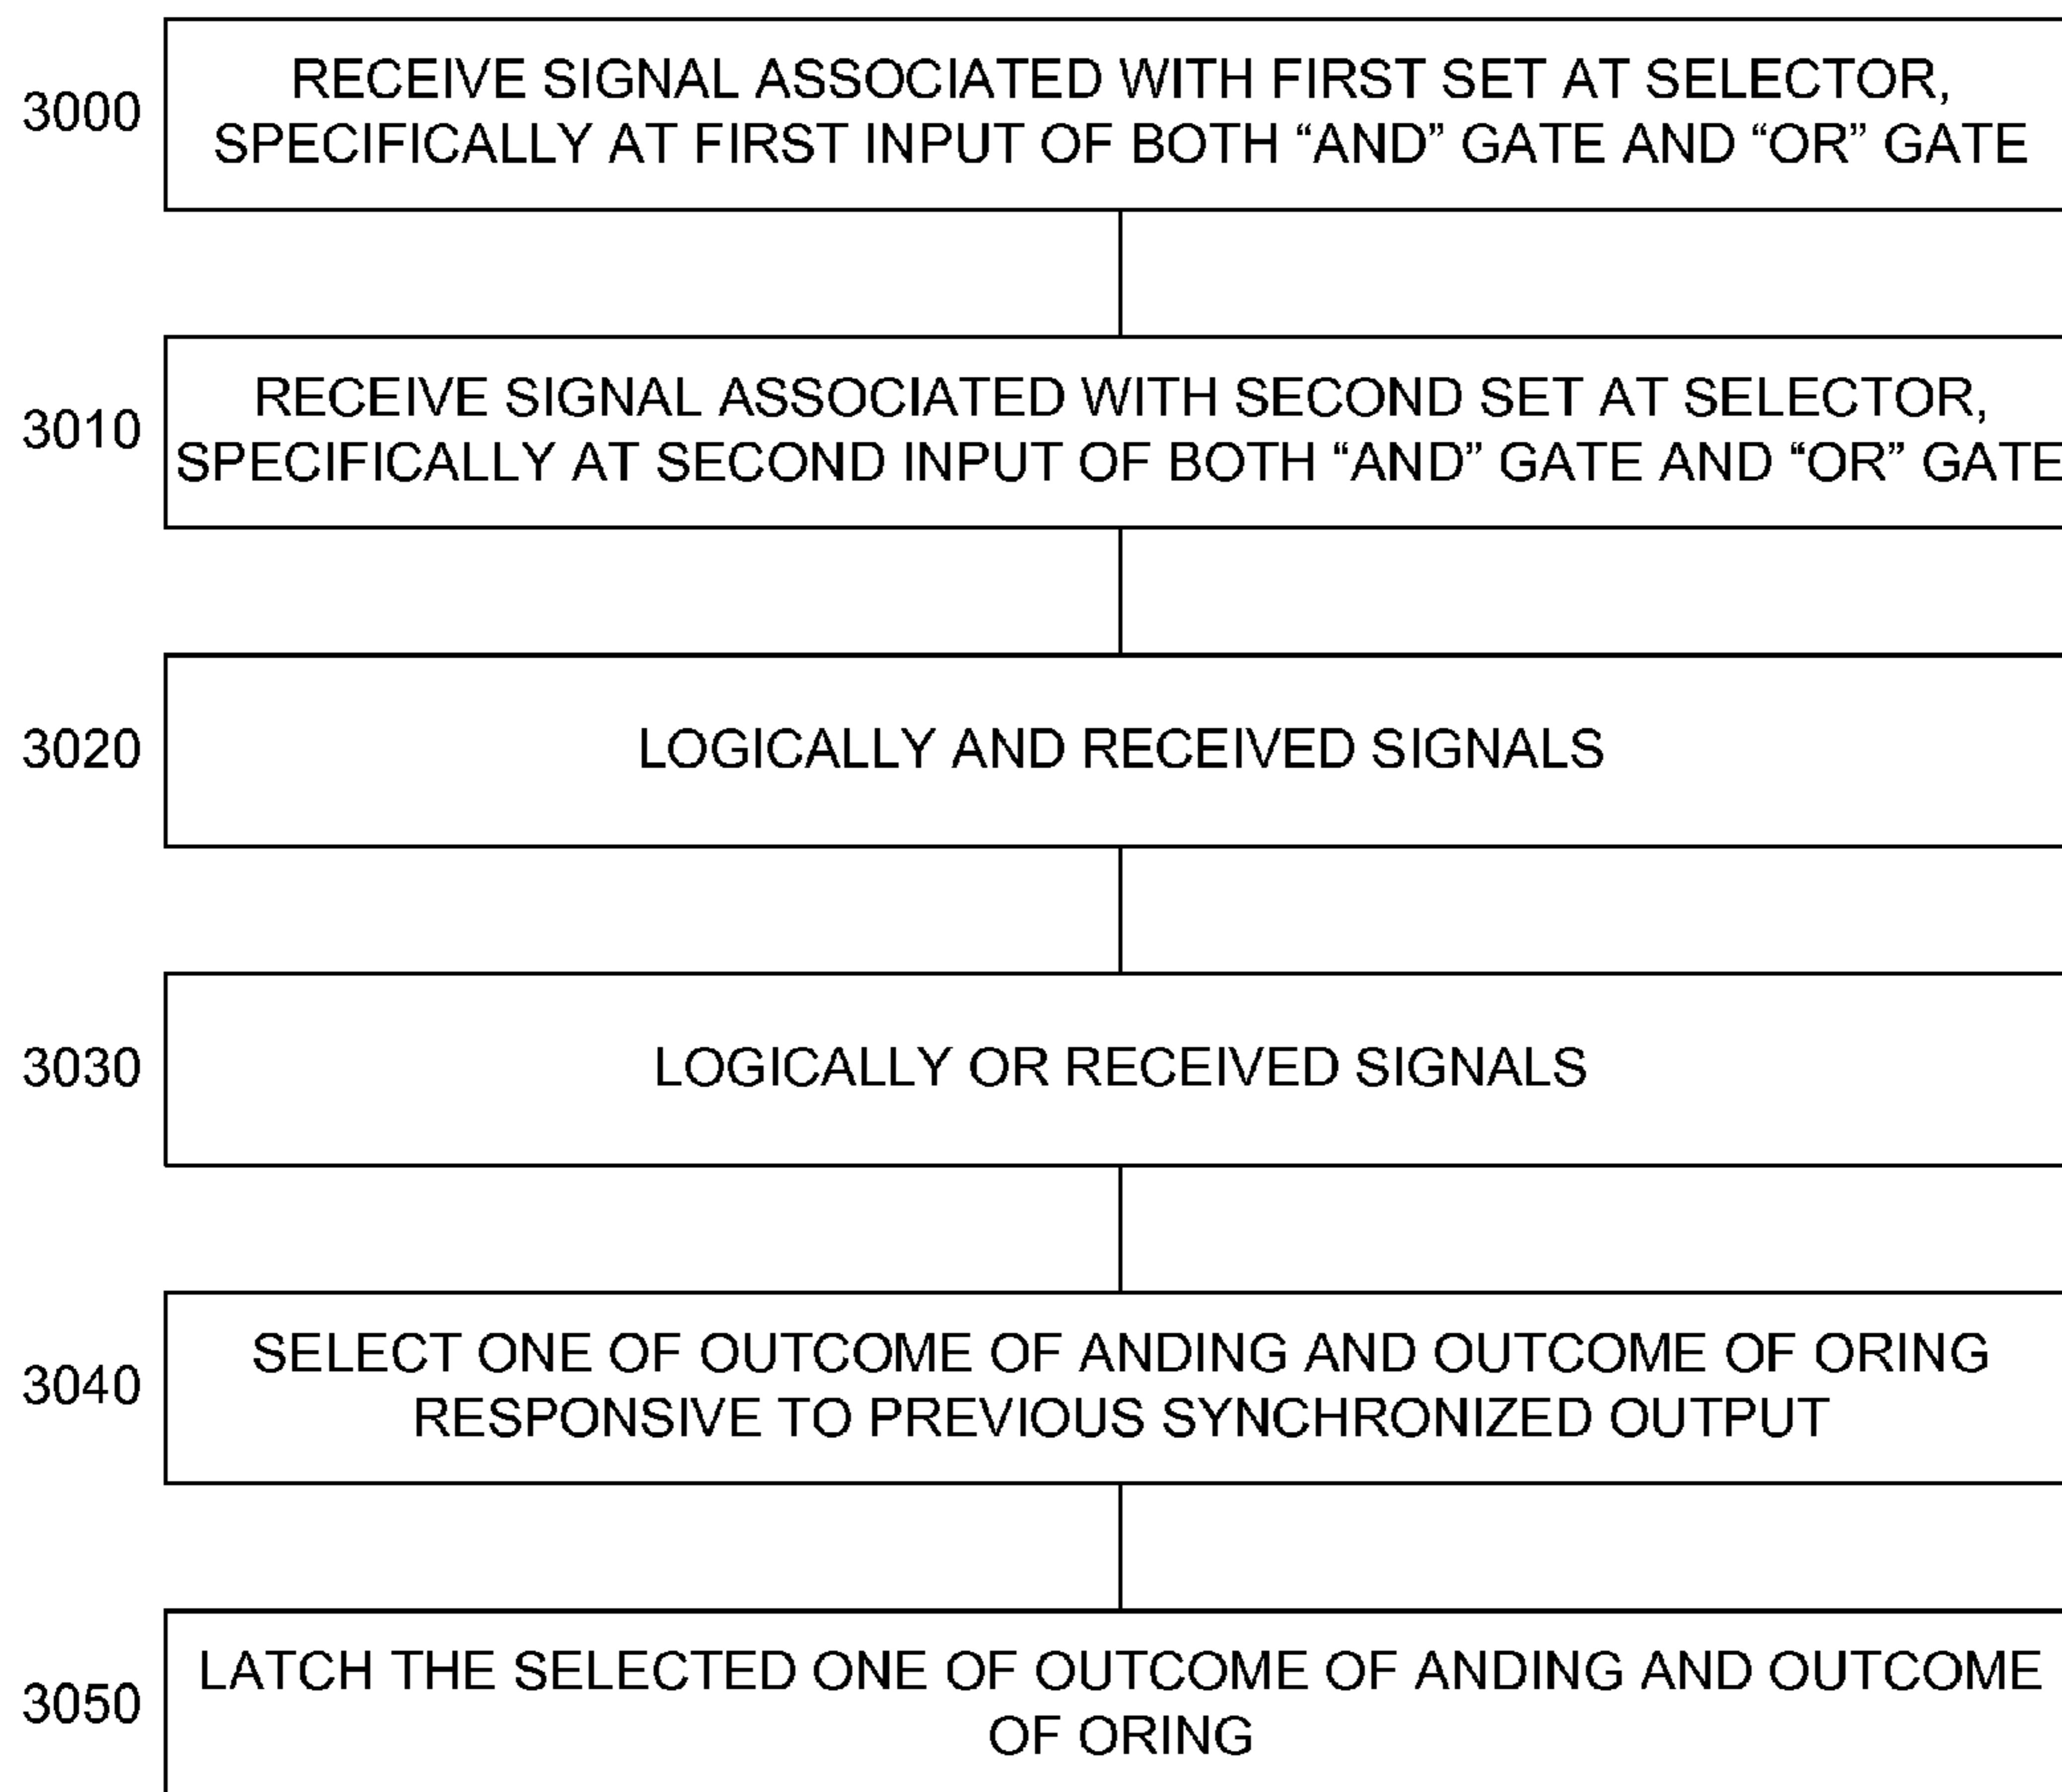 3000
RECEIVE SIGNAL ASSOCIATED WITH FIRST SET AT SELECTOR,
SPECIFICALLY AT FIRST INPUT OF BOTH “AND” GATE AND “OR” GATE
3010
RECEIVE SIGNAL ASSOCIATED WITH SECOND SET AT SELECTOR,
SPECIFICALLY AT SECOND INPUT OF BOTH “AND” GATE AND “OR” GATE
3020
LOGICALLY AND RECEIVED SIGNALS
3030
LOGICALLY OR RECEIVED SIGNALS
3040
SELECT ONE OF OUTCOME OF ANDING AND OUTCOME OF ORING
RESPONSIVE TO PREVIOUS SYNCHRONIZED OUTPUT
3050
LATCH THE SELECTED ONE OF OUTCOME OF ANDING AND OUTCOME
OF ORING